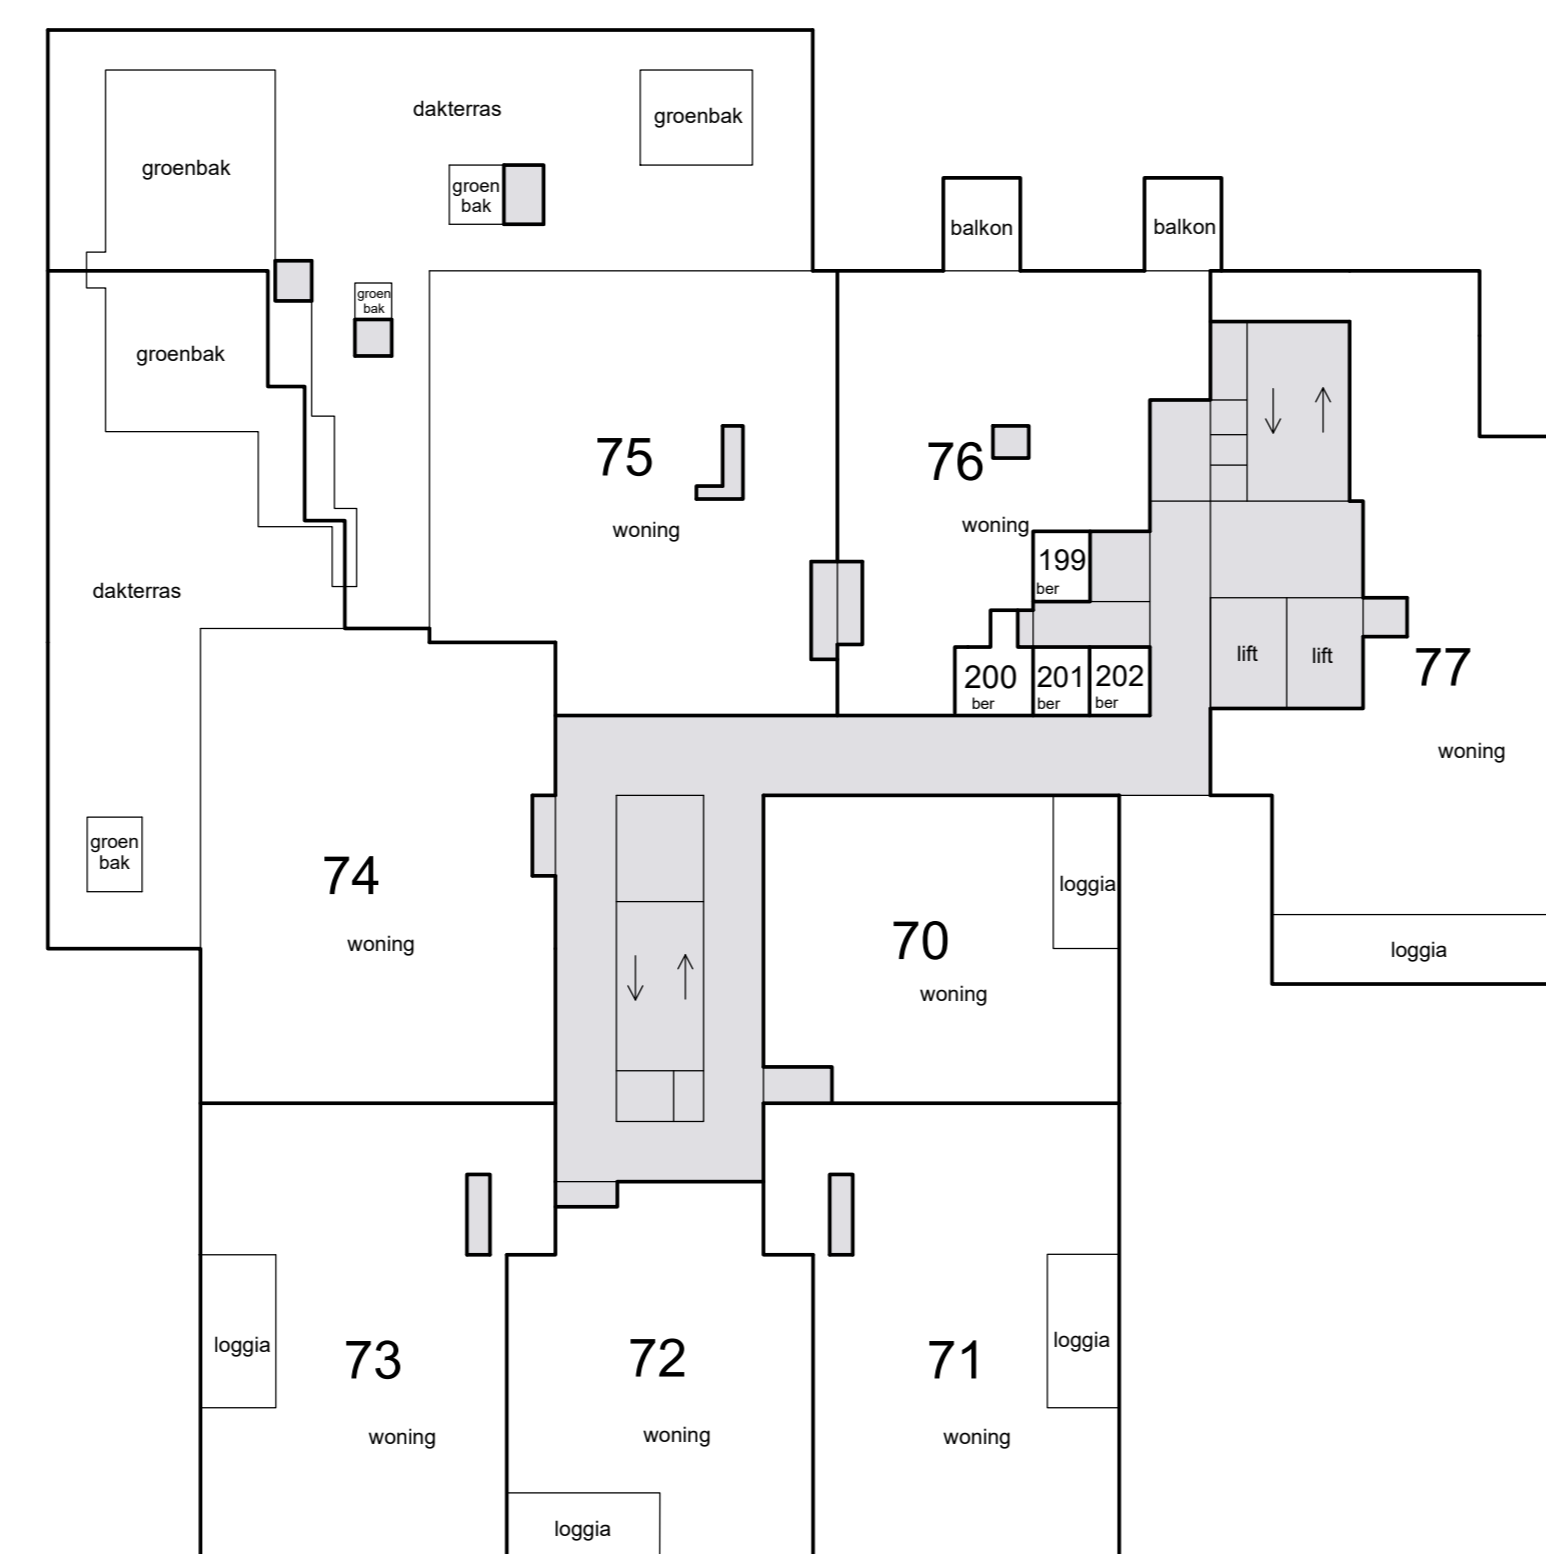 dakterras
groenbak
groenbak
groen
bak
balkon
balkon
groen
bak
groenbak
75
woning
76
woning
199
ber
dakterras
200
ber
201
ber
202
ber
lift
lift
77
woning
groen
bak
74
woning
70
woning
loggia
loggia
73
woning
loggia
72
woning
loggia
71
woning
loggia